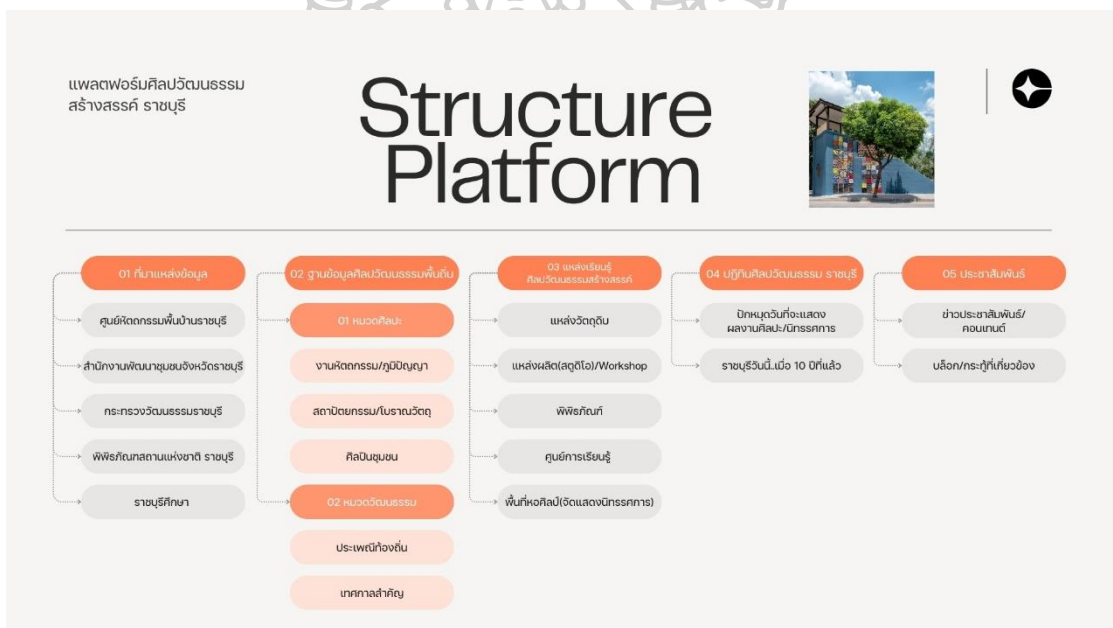 แพลตฟอร์มศิลปวัฒนธรรม
สร้างสรรค์ ราชบุรี
Structure
Platform
01 ที่มาแหล่งข้อมูล
ศูนย์หัตถกรรมพื้นบ้านราชบุรี
สำนักงานพัฒนาชุมชนจังหวัดราชบุรี
กระทรวงวัฒนธรรมราชบุรี
พิพิธภัณฑสถานแห่งชาติ ราชบุรี
ราชบุรีศึกษา
02 ฐานข้อมูลศิลปวัฒนธรรมพื้นถิ่น
01 หมวดศิลปะ
งานหัตถกรรม/ภูมิปัญญา
สถาปัตยกรรม/โบราณวัตถุ
ศิลปินชุมชน
02 หมวดวัฒนธรรม
ประเพณีท้องถิ่น
เทศกาลสำคัญ
03 แหล่งเรียนรู้
ศิลปวัฒนธรรมสร้างสรรค์
แหล่งวัตถุดิบ
แหล่งผลิต(สตูดิโอ)/Workshop
พิพิธภัณฑ์
ศูนย์การเรียนรู้
พื้นที่หอศิลป์(จัดแสดงนิทรรศการ)
04 ปฏิทินศิลปวัฒนธรรม ราชบุรี
ปักหมุดวันที่จะแสดง
ผลงานศิลปะ/นิทรรศการ
ราชบุรีวันนี้..เมื่อ 10 ปีที่แล้ว
05 ประชาสัมพันธ์
ข่าวประชาสัมพันธ์/
คอนเทนต์
บล็อก/กระทู้ที่เกี่ยวข้อง